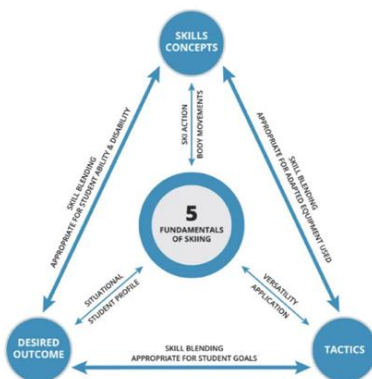 SKILLS
CONCEPTS
SKILL BLENDING
APPROPRIATE FOR STUDENT ABILITY & DISABILITY
SKI ACTION
BODY MOVEMENTS
SKILL BLENDING
APPROPRIATE FOR ADAPTED EQUIPMENT USED
5
FUNDAMENTALS
OF SKIING
SITUATIONAL
STUDENT PROFILE
VERSATILITY
APPLICATION
DESIRED
OUTCOME
SKILL BLENDING
APPROPRIATE FOR STUDENT GOALS
TACTICS